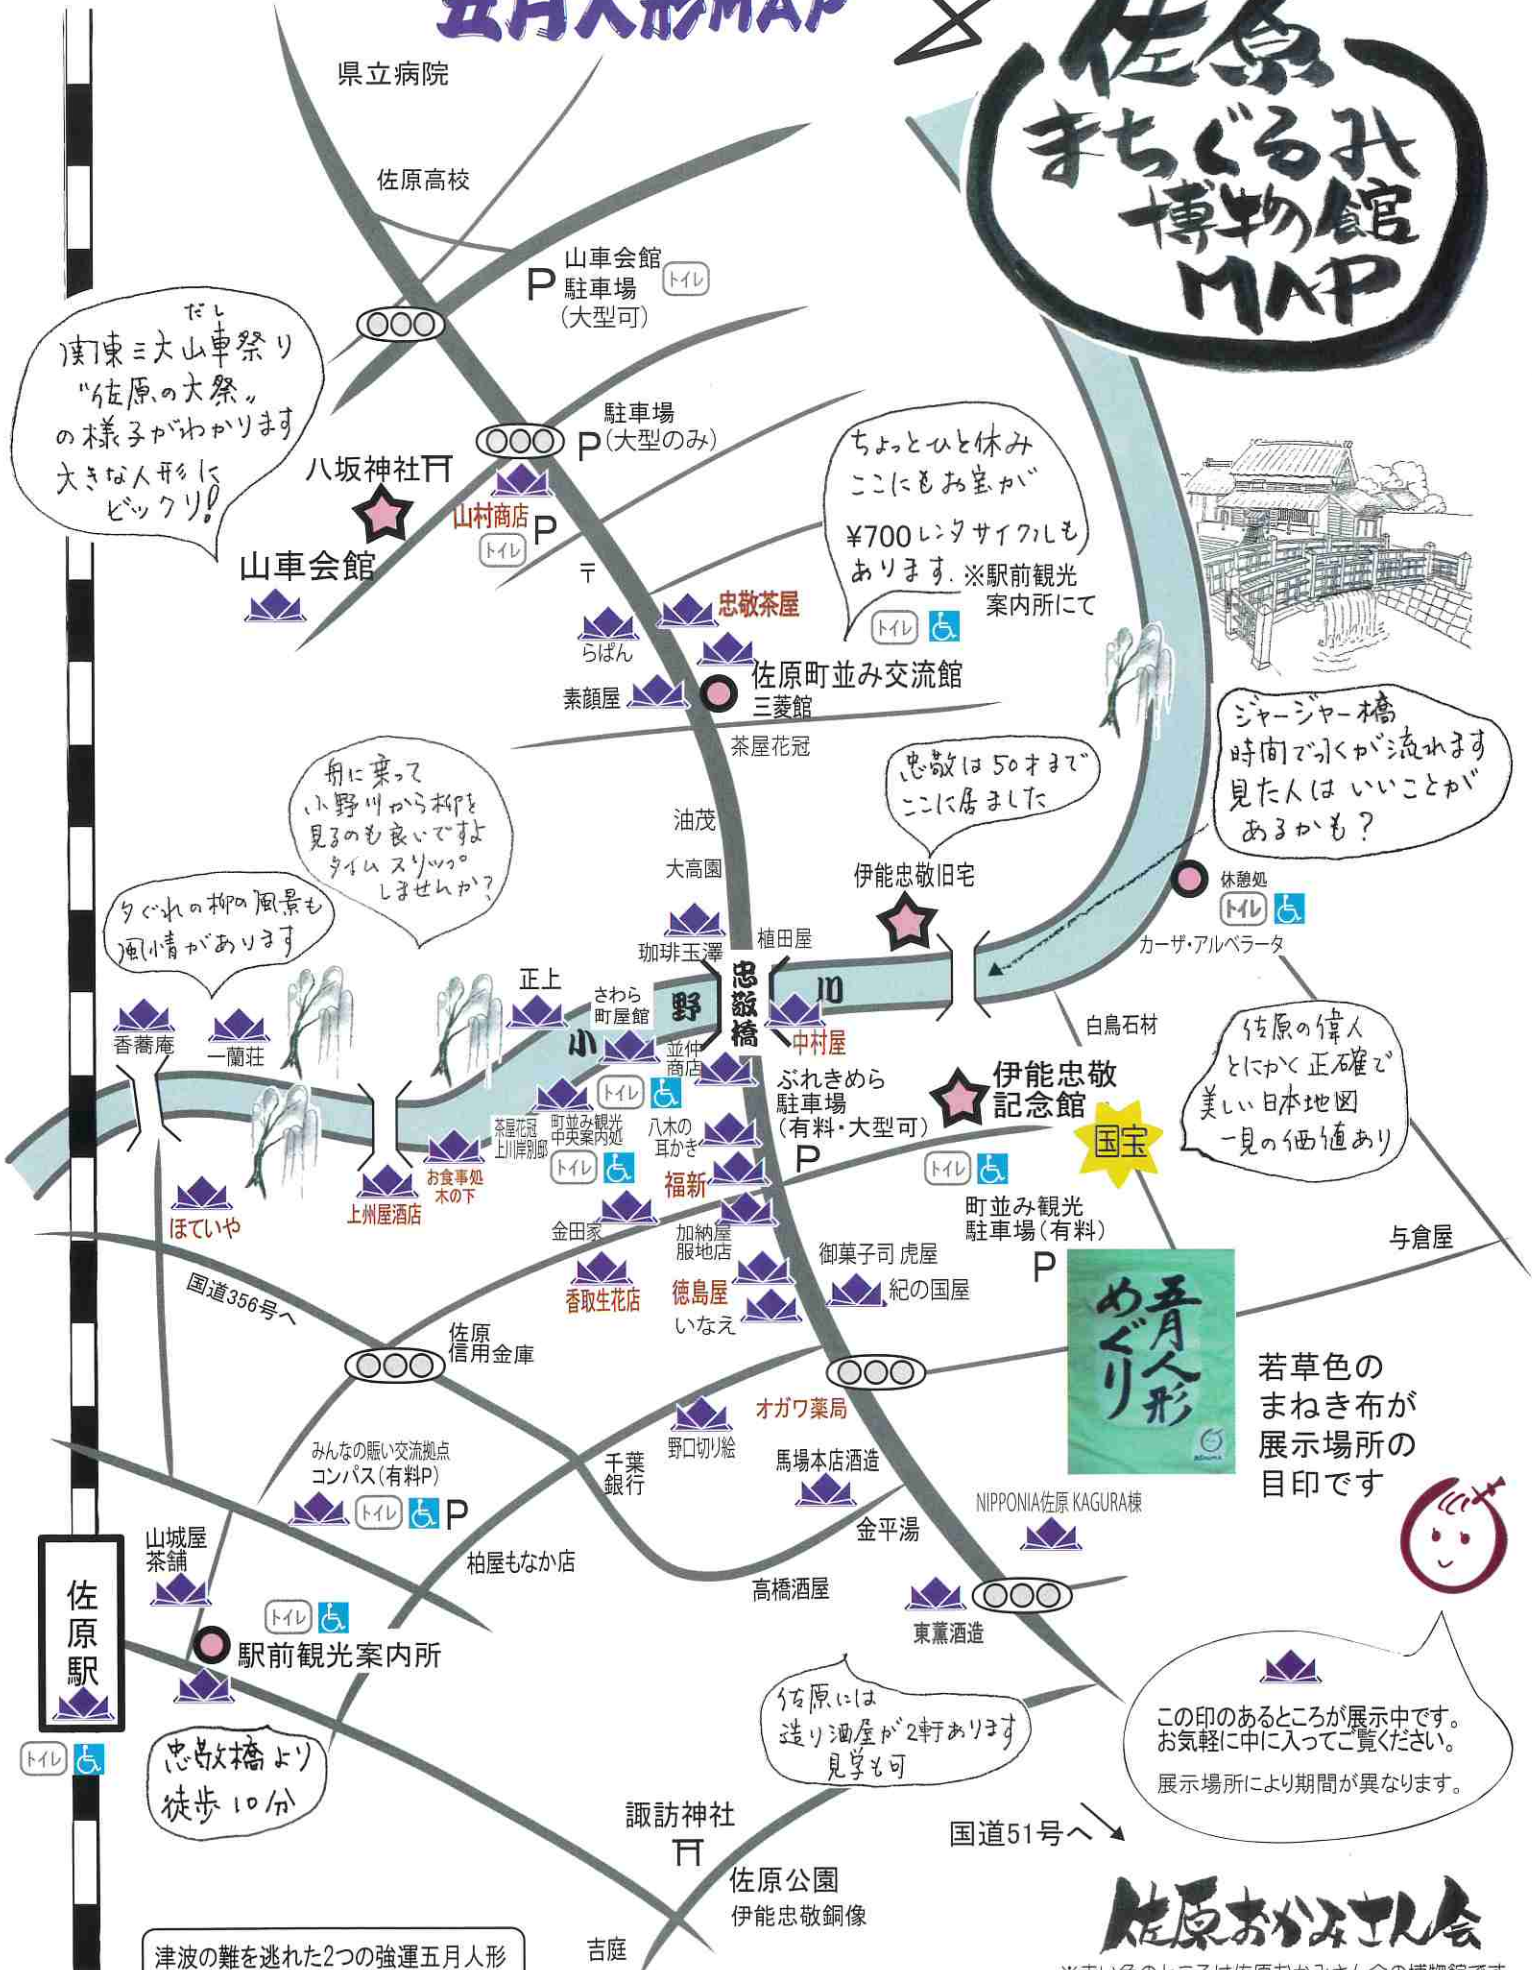 五月人形MAP
佐原
まちぐるみ
博物館
MAP
県立病院
佐原高校
P
山車会館
駐車場
(大型可)
トイレ
だし
関東三大山車祭り
"佐原の大祭"
の様子がわかります
大きな人形に
ビックリ!
駐車場
P(大型のみ)
八坂神社
山村商店
トイレ
P
山車会館
〒
ちょっとひと休み
ここにもお宝が
¥700レンタサイクルも
あります.
※駅前観光
案内所にて
トイレ
忠敬茶屋
らぱん
佐原町並み交流館
三菱館
素顔屋
茶屋花冠
ジャージャー橋
時間で水が流れます
見た人は いいことが
あるかも?
忠敬は50才まで
ここに居ました
舟に乗って
小野川から柳を
見るのも良いですよ
タイムスリップ
しませんか?
油茂
大高園
伊能忠敬旧宅
休憩処
トイレ
カーザ・アルベラータ
夕ぐれの柳の風景も
風情があります
珈琲玉澤
植田屋
忠敬橋
小野川
正上
さわら
町屋館
香蕎庵
一蘭荘
中村屋
並仲
商店
白鳥石材
佐原の偉人
とにかく正確で
美しい日本地図
一見の価値あり
伊能忠敬
記念館
国宝
ぶれきめら
駐車場
(有料・大型可)
P
トイレ
茶屋花冠
上川岸別邸
町並み観光
中央案内処
トイレ
八木の
耳かき
お食事処
木の下
上州屋酒店
ほていや
福新
トイレ
町並み観光
駐車場(有料)
P
金田家
加納屋
服地店
香取生花店
徳島屋
いなえ
御菓子司 虎屋
紀の国屋
与倉屋
国道356号へ
佐原
信用金庫
五月人形
めぐり
若草色の
まねき布が
展示場所の
目印です
オガワ薬局
野口切り絵
千葉
銀行
馬場本店酒造
みんなの賑い交流拠点
コンパス(有料P)
トイレ
P
NIPPONIA佐原 KAGURA棟
金平湯
山城屋
茶舗
柏屋もなか店
高橋酒屋
東薫酒造
佐原駅
トイレ
駅前観光案内所
トイレ
忠敬橋より
徒歩10分
佐原には
造り酒屋が2軒あります
見学も可
この印のあるところが展示中です。
お気軽に中に入ってご覧ください。
展示場所により期間が異なります。
国道51号へ
諏訪神社
佐原公園
伊能忠敬銅像
吉庭
佐原おかみさん会
津波の難を逃れた2つの強運五月人形